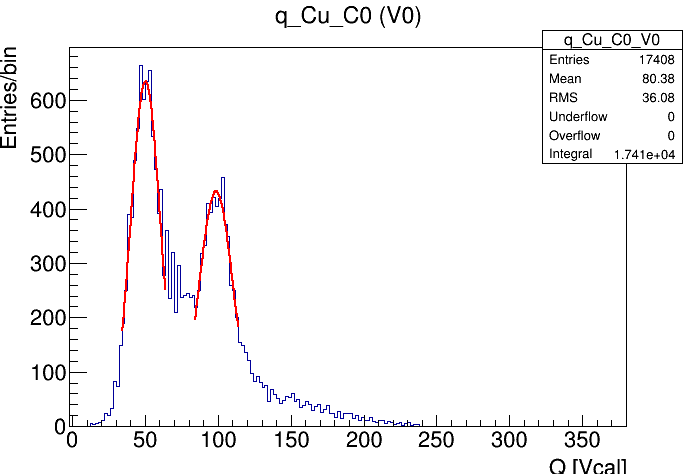 q_Cu_C0 (V0)
q_Cu_C0_V0
Entries 17408
Mean 80.38
RMS 36.08
Underflow 0
Overflow 0
Integral 1.741e+04
Entries/bin
600
500
400
300
200
100
0
0 50 100 150 200 250 300 350
Q [Vcal]